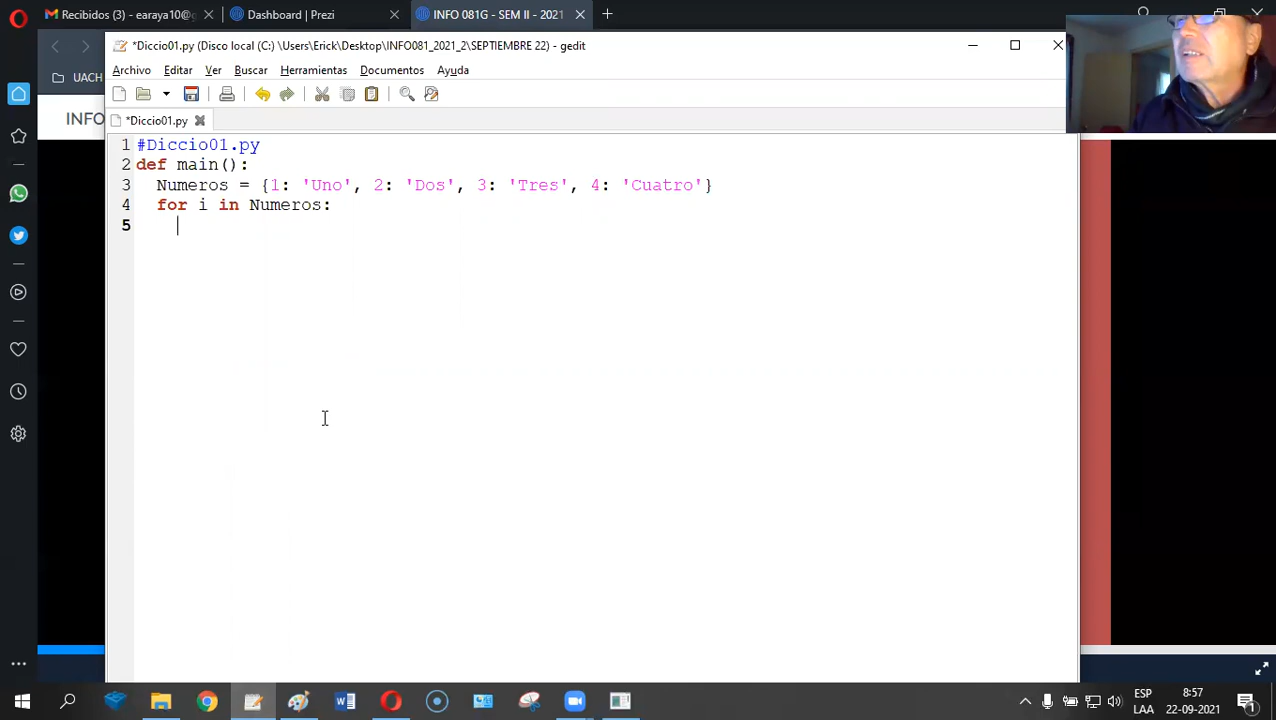 Recibidos (3) - earaya10@g
Dashboard | Prezi
INFO 081G - SEM II - 2021
*Diccio01.py (Disco local (C:) \Users\Erick\Desktop\INFO081_2021_2\SEPTIEMBRE 22) - gedit
UACH
Archivo Editar Ver Buscar Herramientas Documentos Ayuda
INFO
*Diccio01.py
1 #Diccio01.py
2 def main():
3 Numeros = {1: 'Uno', 2: 'Dos', 3: 'Tres', 4: 'Cuatro'}
4 for i in Numeros:
5
ESP 8:57
LAA 22-09-2021
1